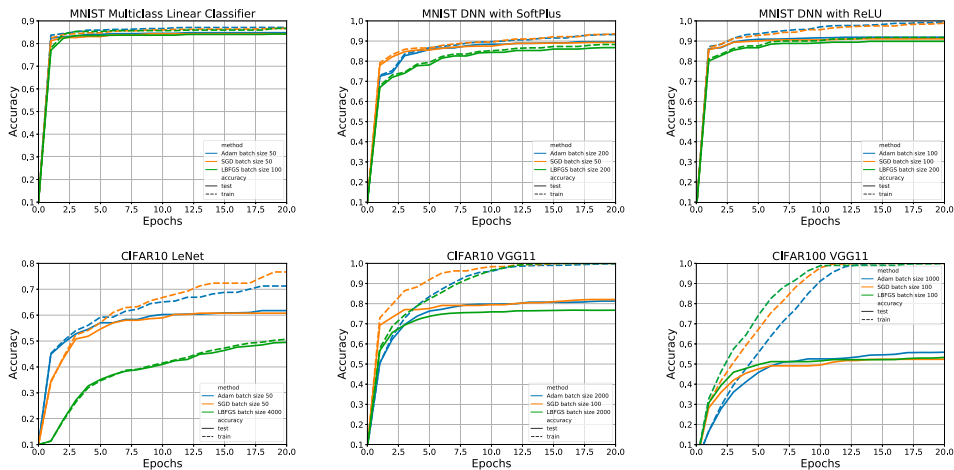 MNIST Multiclass Linear Classifier
Accuracy
0.9
0.8
0.7
0.6
0.5
0.4
0.3
0.2
0.1
method
Adam batch size 50
SGD batch size 50
LBFGS batch size 100
accuracy
test
train
0.0 2.5 5.0 7.5 10.0 12.5 15.0 17.5 20.0
Epochs
MNIST DNN with SoftPlus
Accuracy
1.0
0.9
0.8
0.7
0.6
0.5
0.4
0.3
0.2
0.1
method
Adam batch size 200
SGD batch size 50
LBFGS batch size 200
accuracy
test
train
0.0 2.5 5.0 7.5 10.0 12.5 15.0 17.5 20.0
Epochs
MNIST DNN with ReLU
Accuracy
1.0
0.9
0.8
0.7
0.6
0.5
0.4
0.3
0.2
0.1
method
Adam batch size 100
SGD batch size 100
LBFGS batch size 200
accuracy
test
train
0.0 2.5 5.0 7.5 10.0 12.5 15.0 17.5 20.0
Epochs
CIFAR10 LeNet
Accuracy
0.8
0.7
0.6
0.5
0.4
0.3
0.2
0.1
method
Adam batch size 50
SGD batch size 50
LBFGS batch size 4000
accuracy
test
train
0.0 2.5 5.0 7.5 10.0 12.5 15.0 17.5 20.0
Epochs
CIFAR10 VGG11
Accuracy
1.0
0.9
0.8
0.7
0.6
0.5
0.4
0.3
0.2
0.1
method
Adam batch size 2000
SGD batch size 100
LBFGS batch size 2000
accuracy
test
train
0.0 2.5 5.0 7.5 10.0 12.5 15.0 17.5 20.0
Epochs
CIFAR100 VGG11
Accuracy
1.0
0.9
0.8
0.7
0.6
0.5
0.4
0.3
0.2
0.1
method
Adam batch size 1000
SGD batch size 100
LBFGS batch size 100
accuracy
test
train
0.0 2.5 5.0 7.5 10.0 12.5 15.0 17.5 20.0
Epochs